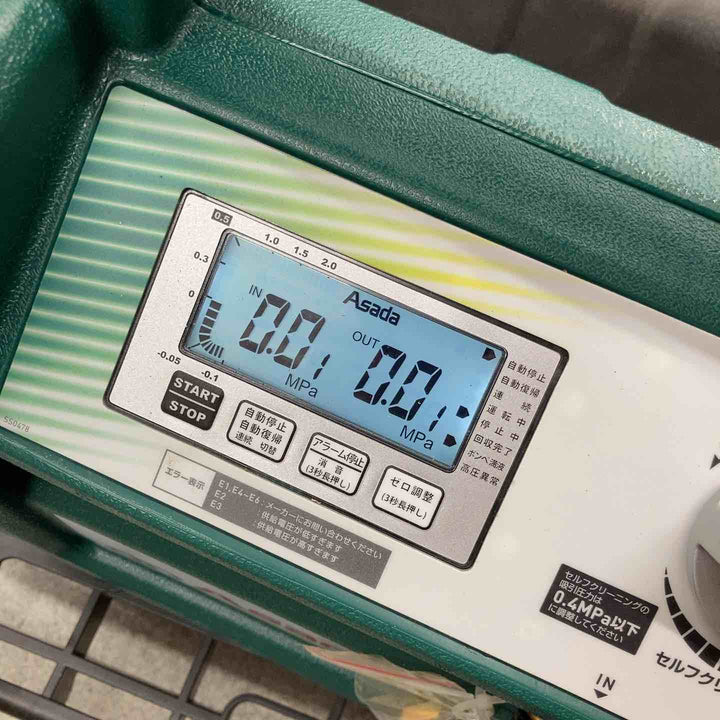 0.5
1.0
1.5
2.0
0.3
0
-0.05
-0.1
Asada
IN
0.01
MPa
OUT
0.01
MPa
自動停止
自動復帰
連続
運転中
停止中
回収完了
ボンベ満液
高圧異常
START
STOP
自動停止
自動復帰
連続 切替
アラーム停止
消音
(3秒長押し)
ゼロ調整
(3秒長押し)
S50478
エラー表示
E1,E4~E6:メーカーにお問い合わせください
E2 :供給電圧が低すぎます
E3 :供給電圧が高すぎます
セルフクリーニングの
吸引圧力は
0.4MPa以下
に調整してください
セルフクリ
IN